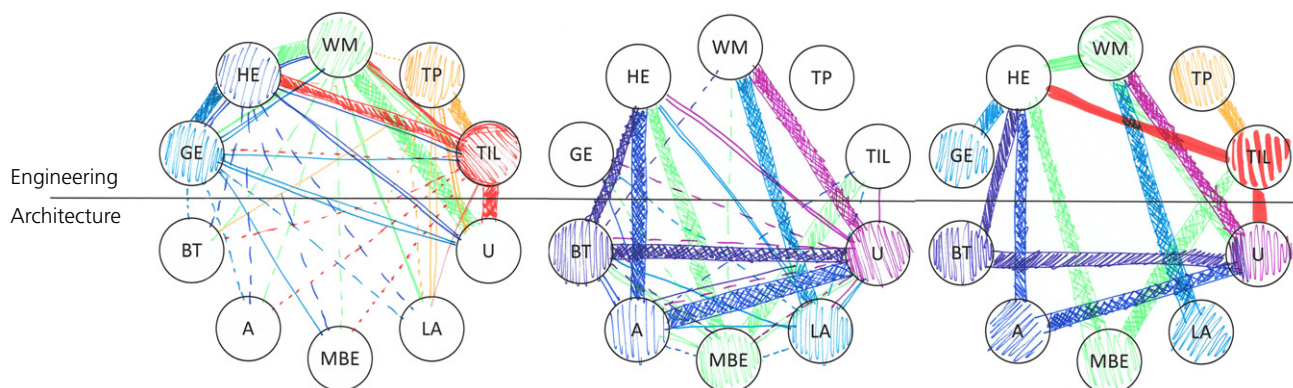 WM
HE
TP
GE
TIL
BT
U
A
LA
MBE
Engineering
Architecture
WM
HE
TP
GE
TIL
BT
U
A
LA
MBE
WM
HE
TP
GE
TIL
BT
U
A
LA
MBE